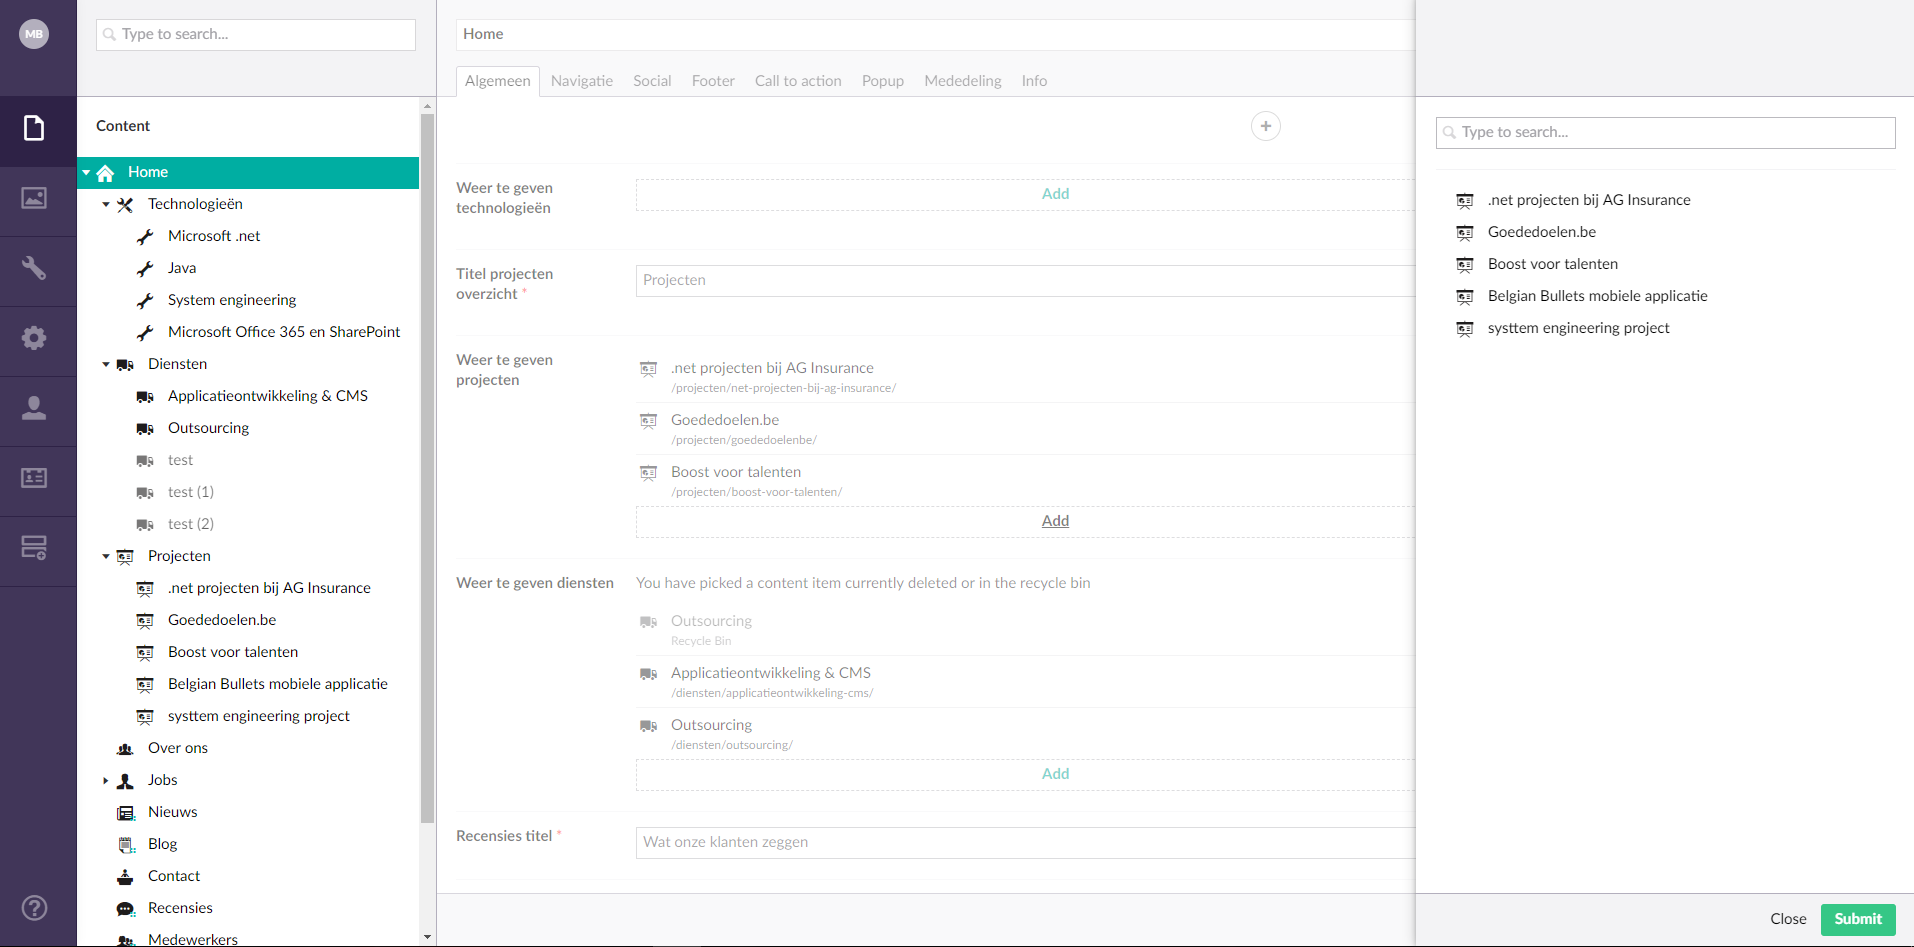 MB
Type to search...
Content
Home
Technologieën
Microsoft .net
Java
System engineering
Microsoft Office 365 en SharePoint
Diensten
Applicatieontwikkeling & CMS
Outsourcing
test
test (1)
test (2)
Projecten
.net projecten bij AG Insurance
Goededoelen.be
Boost voor talenten
Belgian Bullets mobiele applicatie
systtem engineering project
Over ons
Jobs
Nieuws
Blog
Contact
Recensies
Medewerkers
Home
Algemeen Navigatie Social Footer Call to action Popup Mededeling Info
Weer te geven
technologieën
Add
Titel projecten
overzicht *
Projecten
Weer te geven
projecten
.net projecten bij AG Insurance
/projecten/net-projecten-bij-ag-insurance/
Goededoelen.be
/projecten/goededoelenbe/
Boost voor talenten
/projecten/boost-voor-talenten/
Add
Weer te geven diensten
You have picked a content item currently deleted or in the recycle bin
Outsourcing
Recycle Bin
Applicatieontwikkeling & CMS
/diensten/applicatieontwikkeling-cms/
Outsourcing
/diensten/outsourcing/
Add
Recensies titel *
Wat onze klanten zeggen
Type to search...
.net projecten bij AG Insurance
Goededoelen.be
Boost voor talenten
Belgian Bullets mobiele applicatie
systtem engineering project
Close Submit